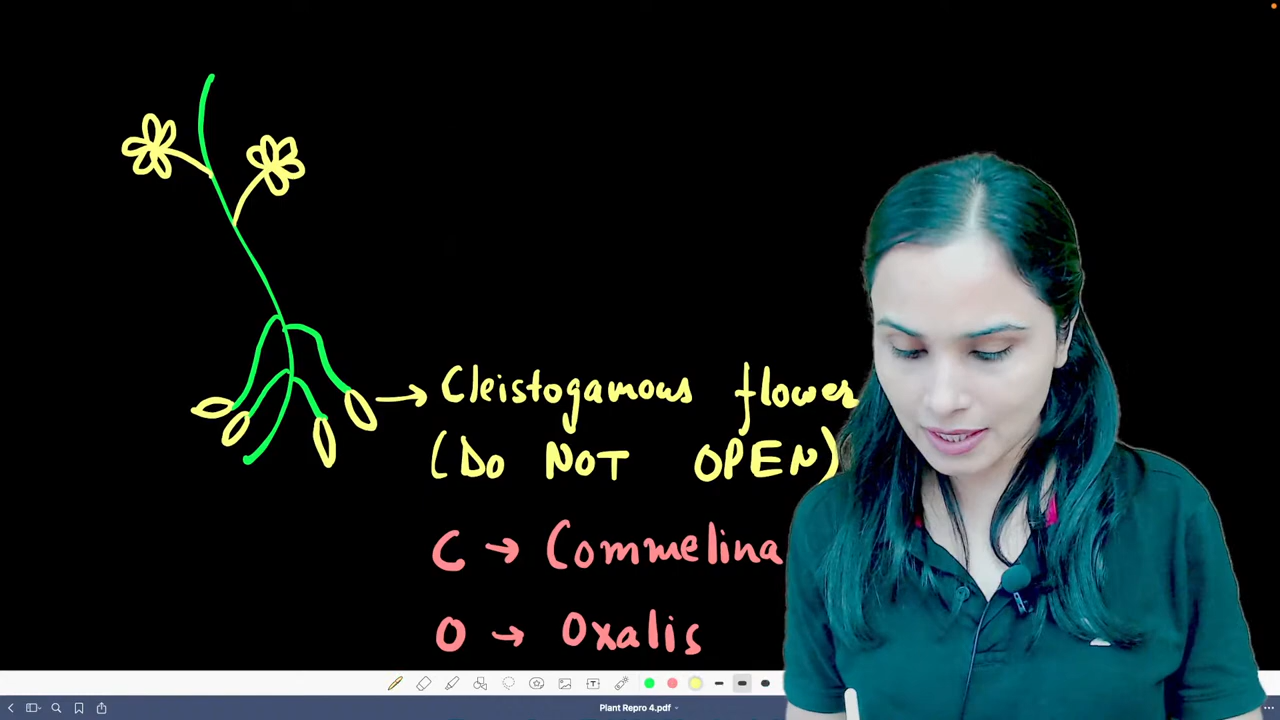 Cleistogamous flower
(Do NOT OPEN)
C → Commelina
O → Oxalis
Plant Repro 4.pdf